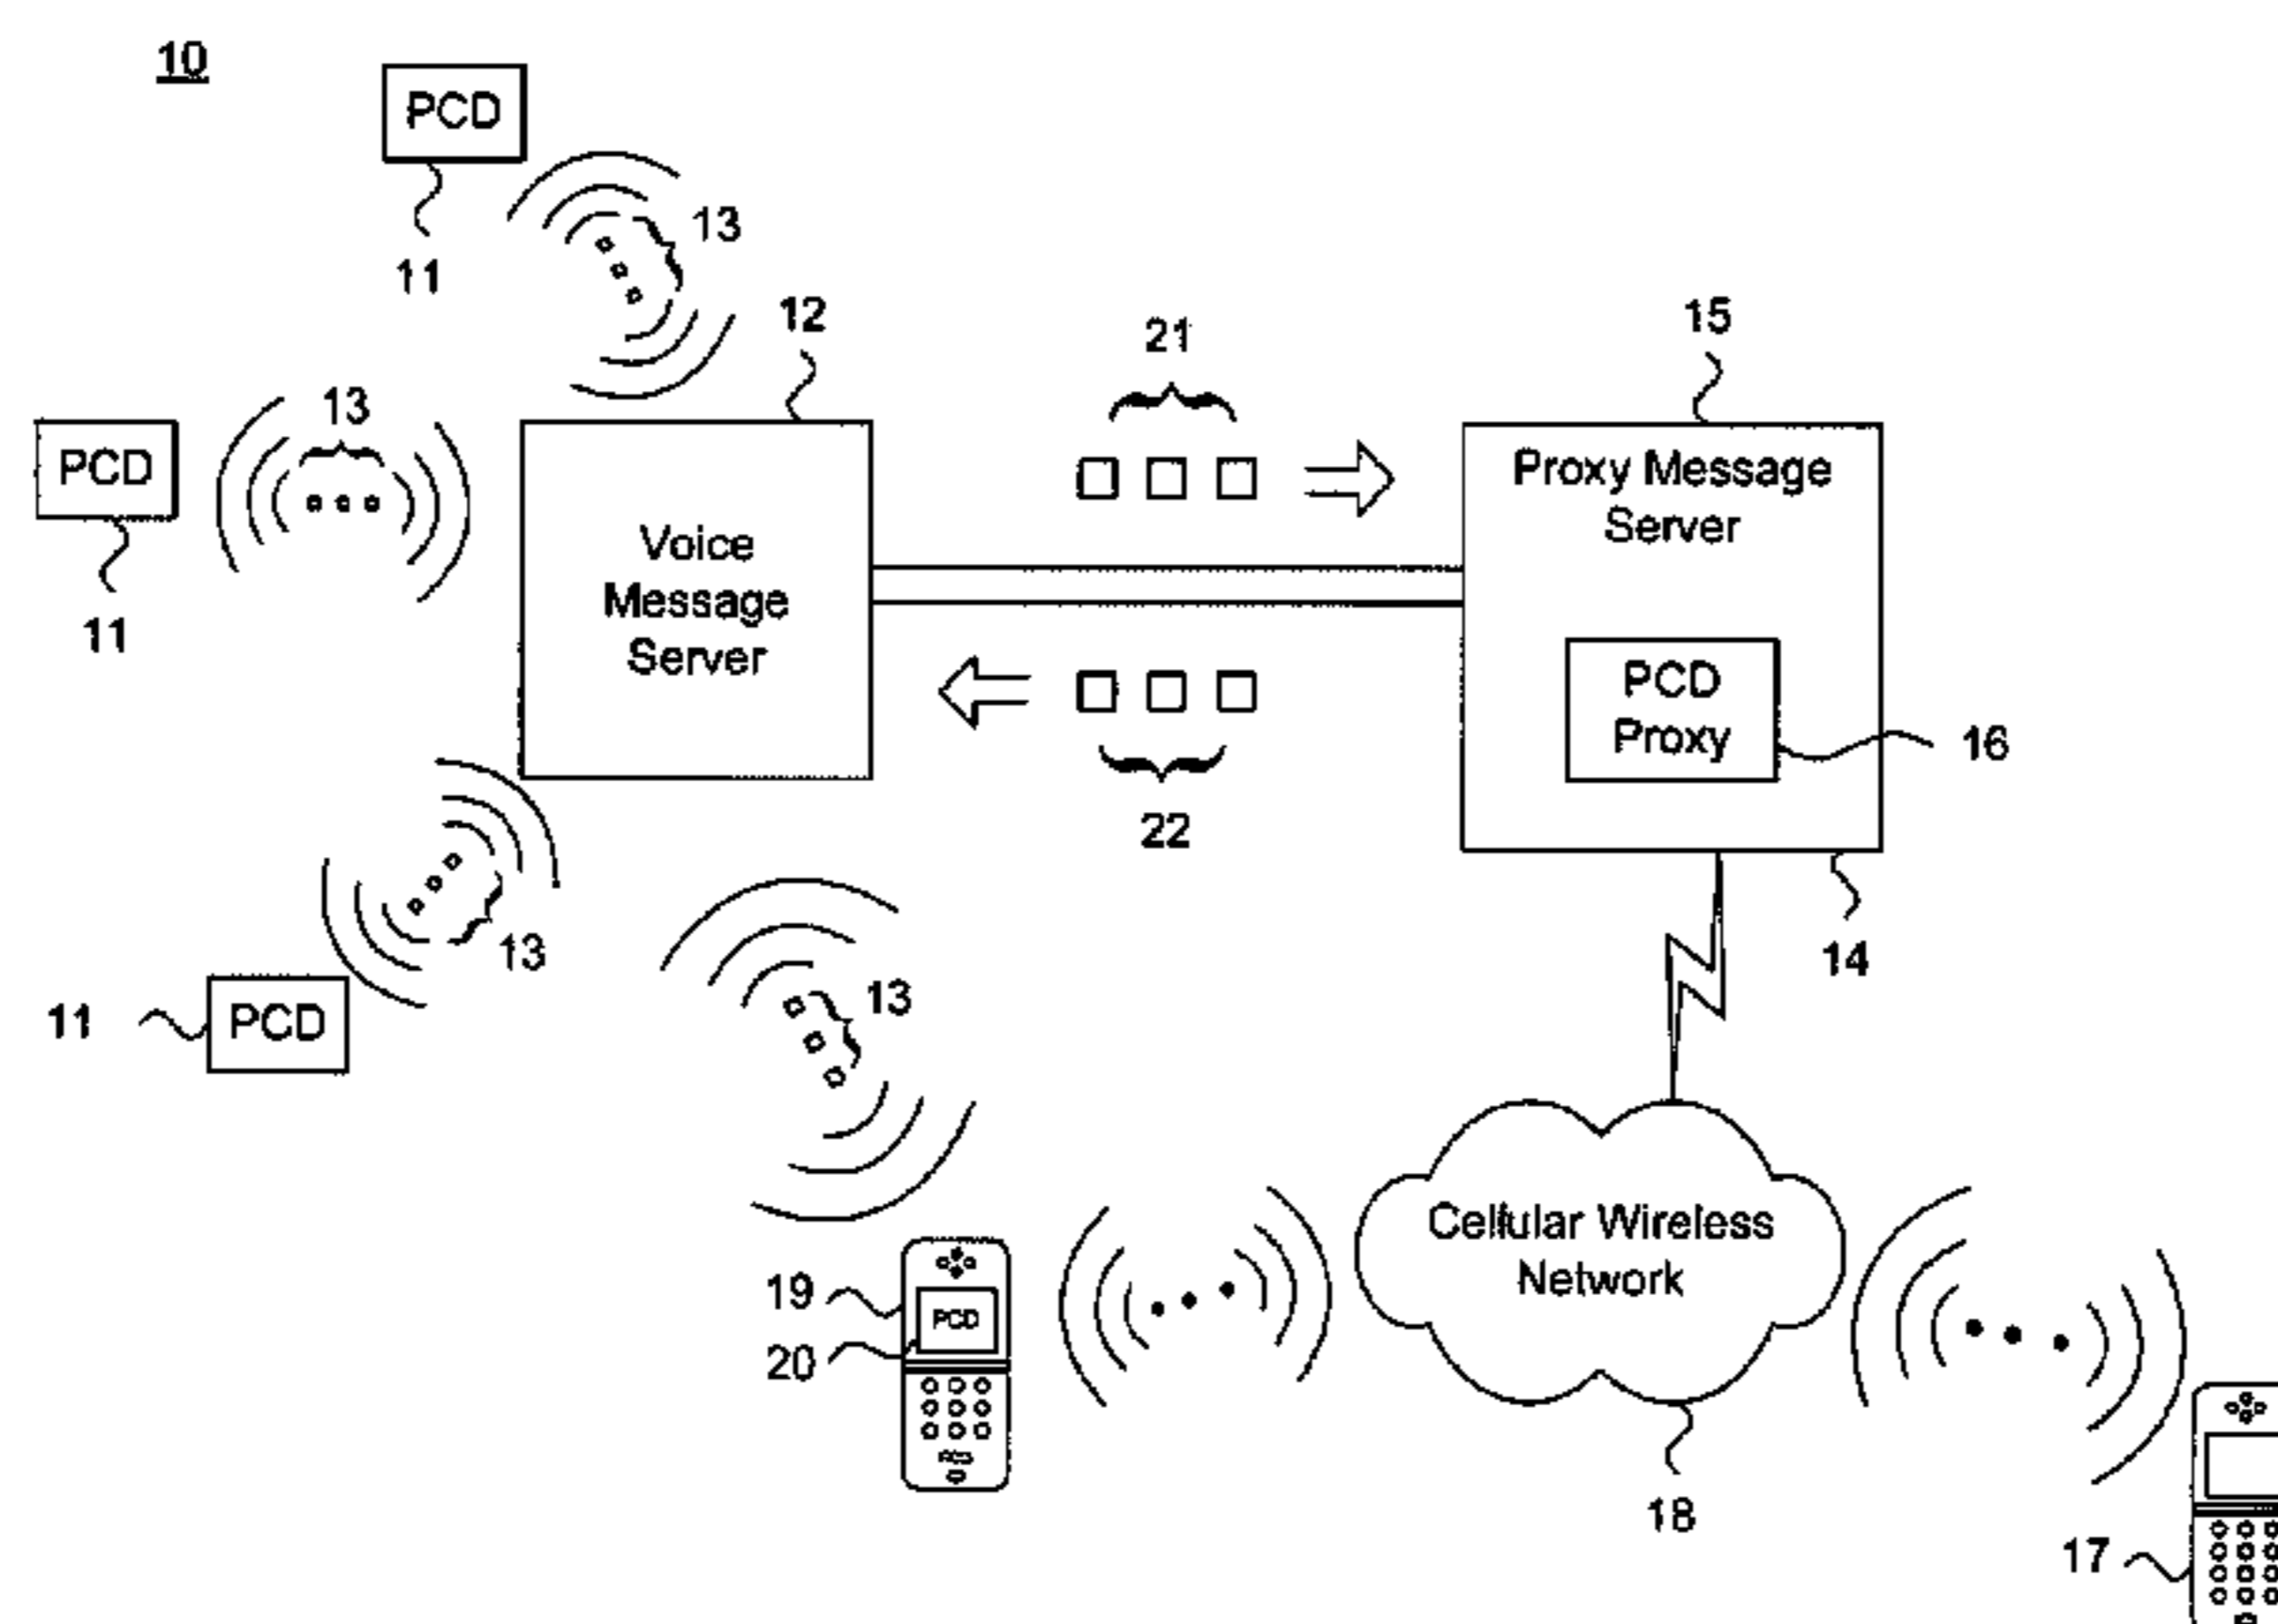 10
PCD
11
13
12
21
15
PCD
13
11
Voice
Message
Server
Proxy Message
Server
PCD
Proxy
16
22
14
13
11
PCD
13
19
PCD
20
Cellular Wireless
Network
18
17